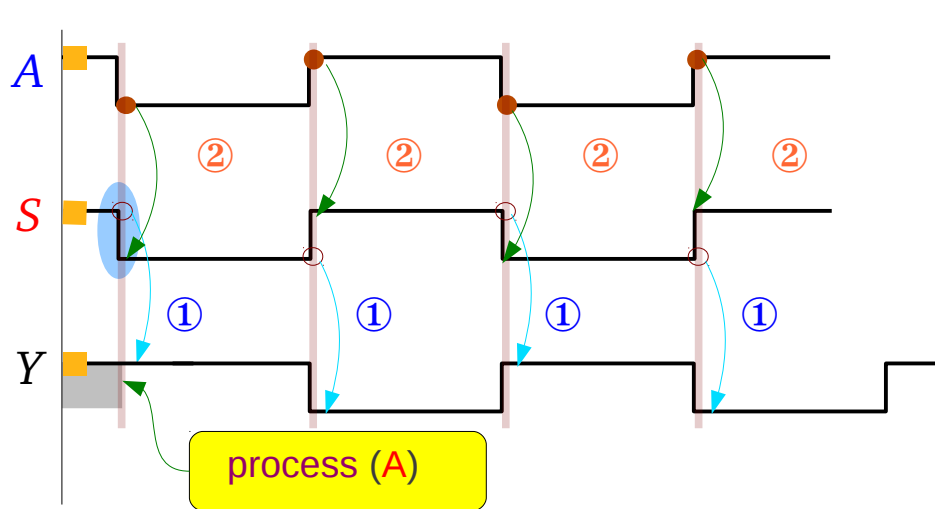 A
② ② ② ②
S
① ① ① ①
Y
process (A)